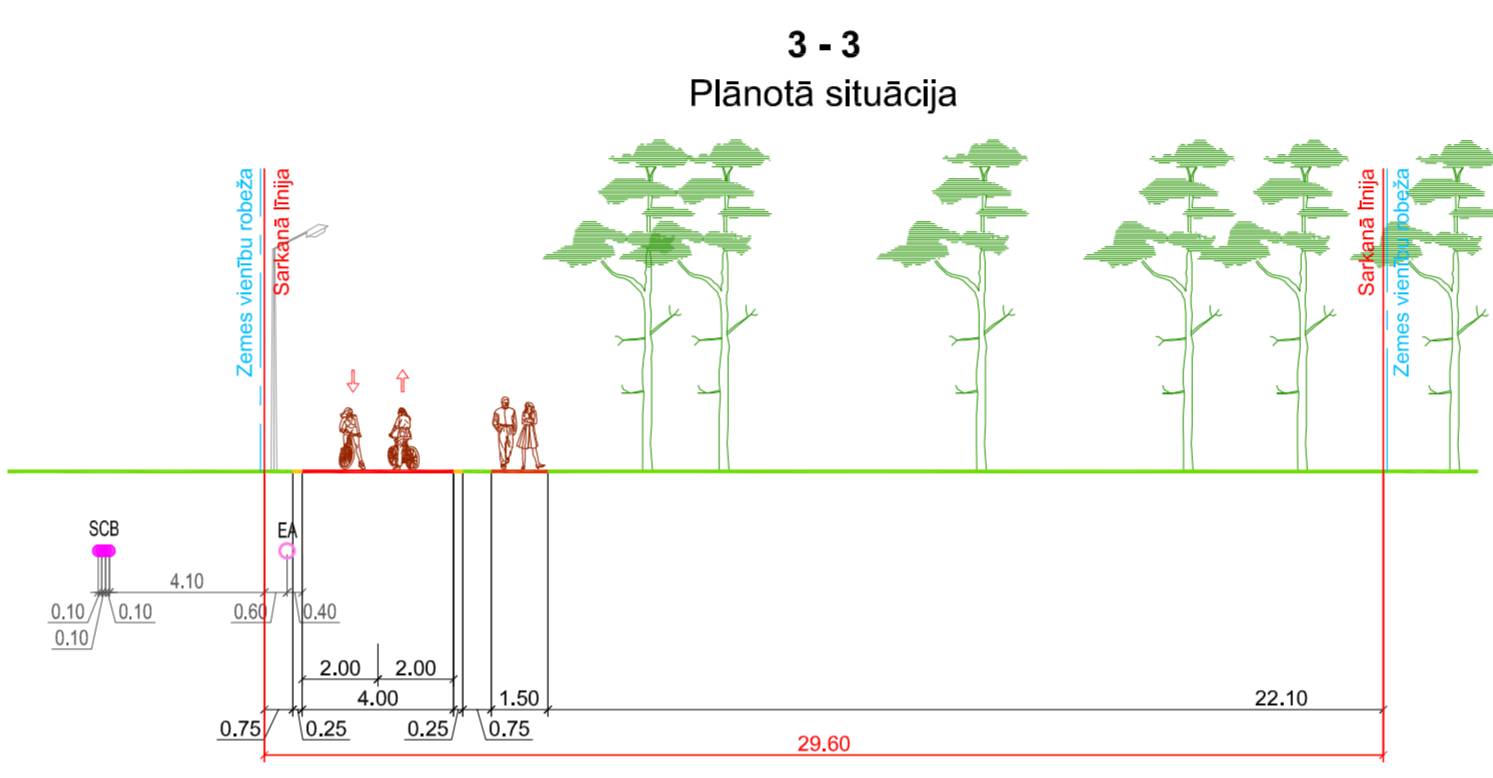 3 - 3
Plānotā situācija
Zemes vienību robeža
Sarkanā līnija
Sarkanā līnija
Zemes vienību robeža
SCB
EA
4.10
0.10
0.10
0.60
0.40
0.10
2.00
2.00
4.00
1.50
22.10
0.75
0.25
0.25
0.75
29.60